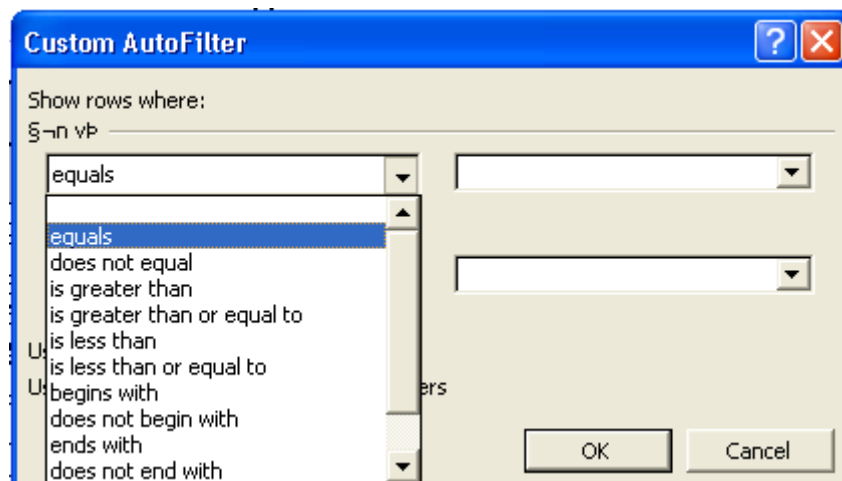 Custom AutoFilter
Show rows where:
§¬n vÞ
equals
equals
does not equal
is greater than
is greater than or equal to
is less than
is less than or equal to
begins with
does not begin with
ends with
does not end with
OK Cancel